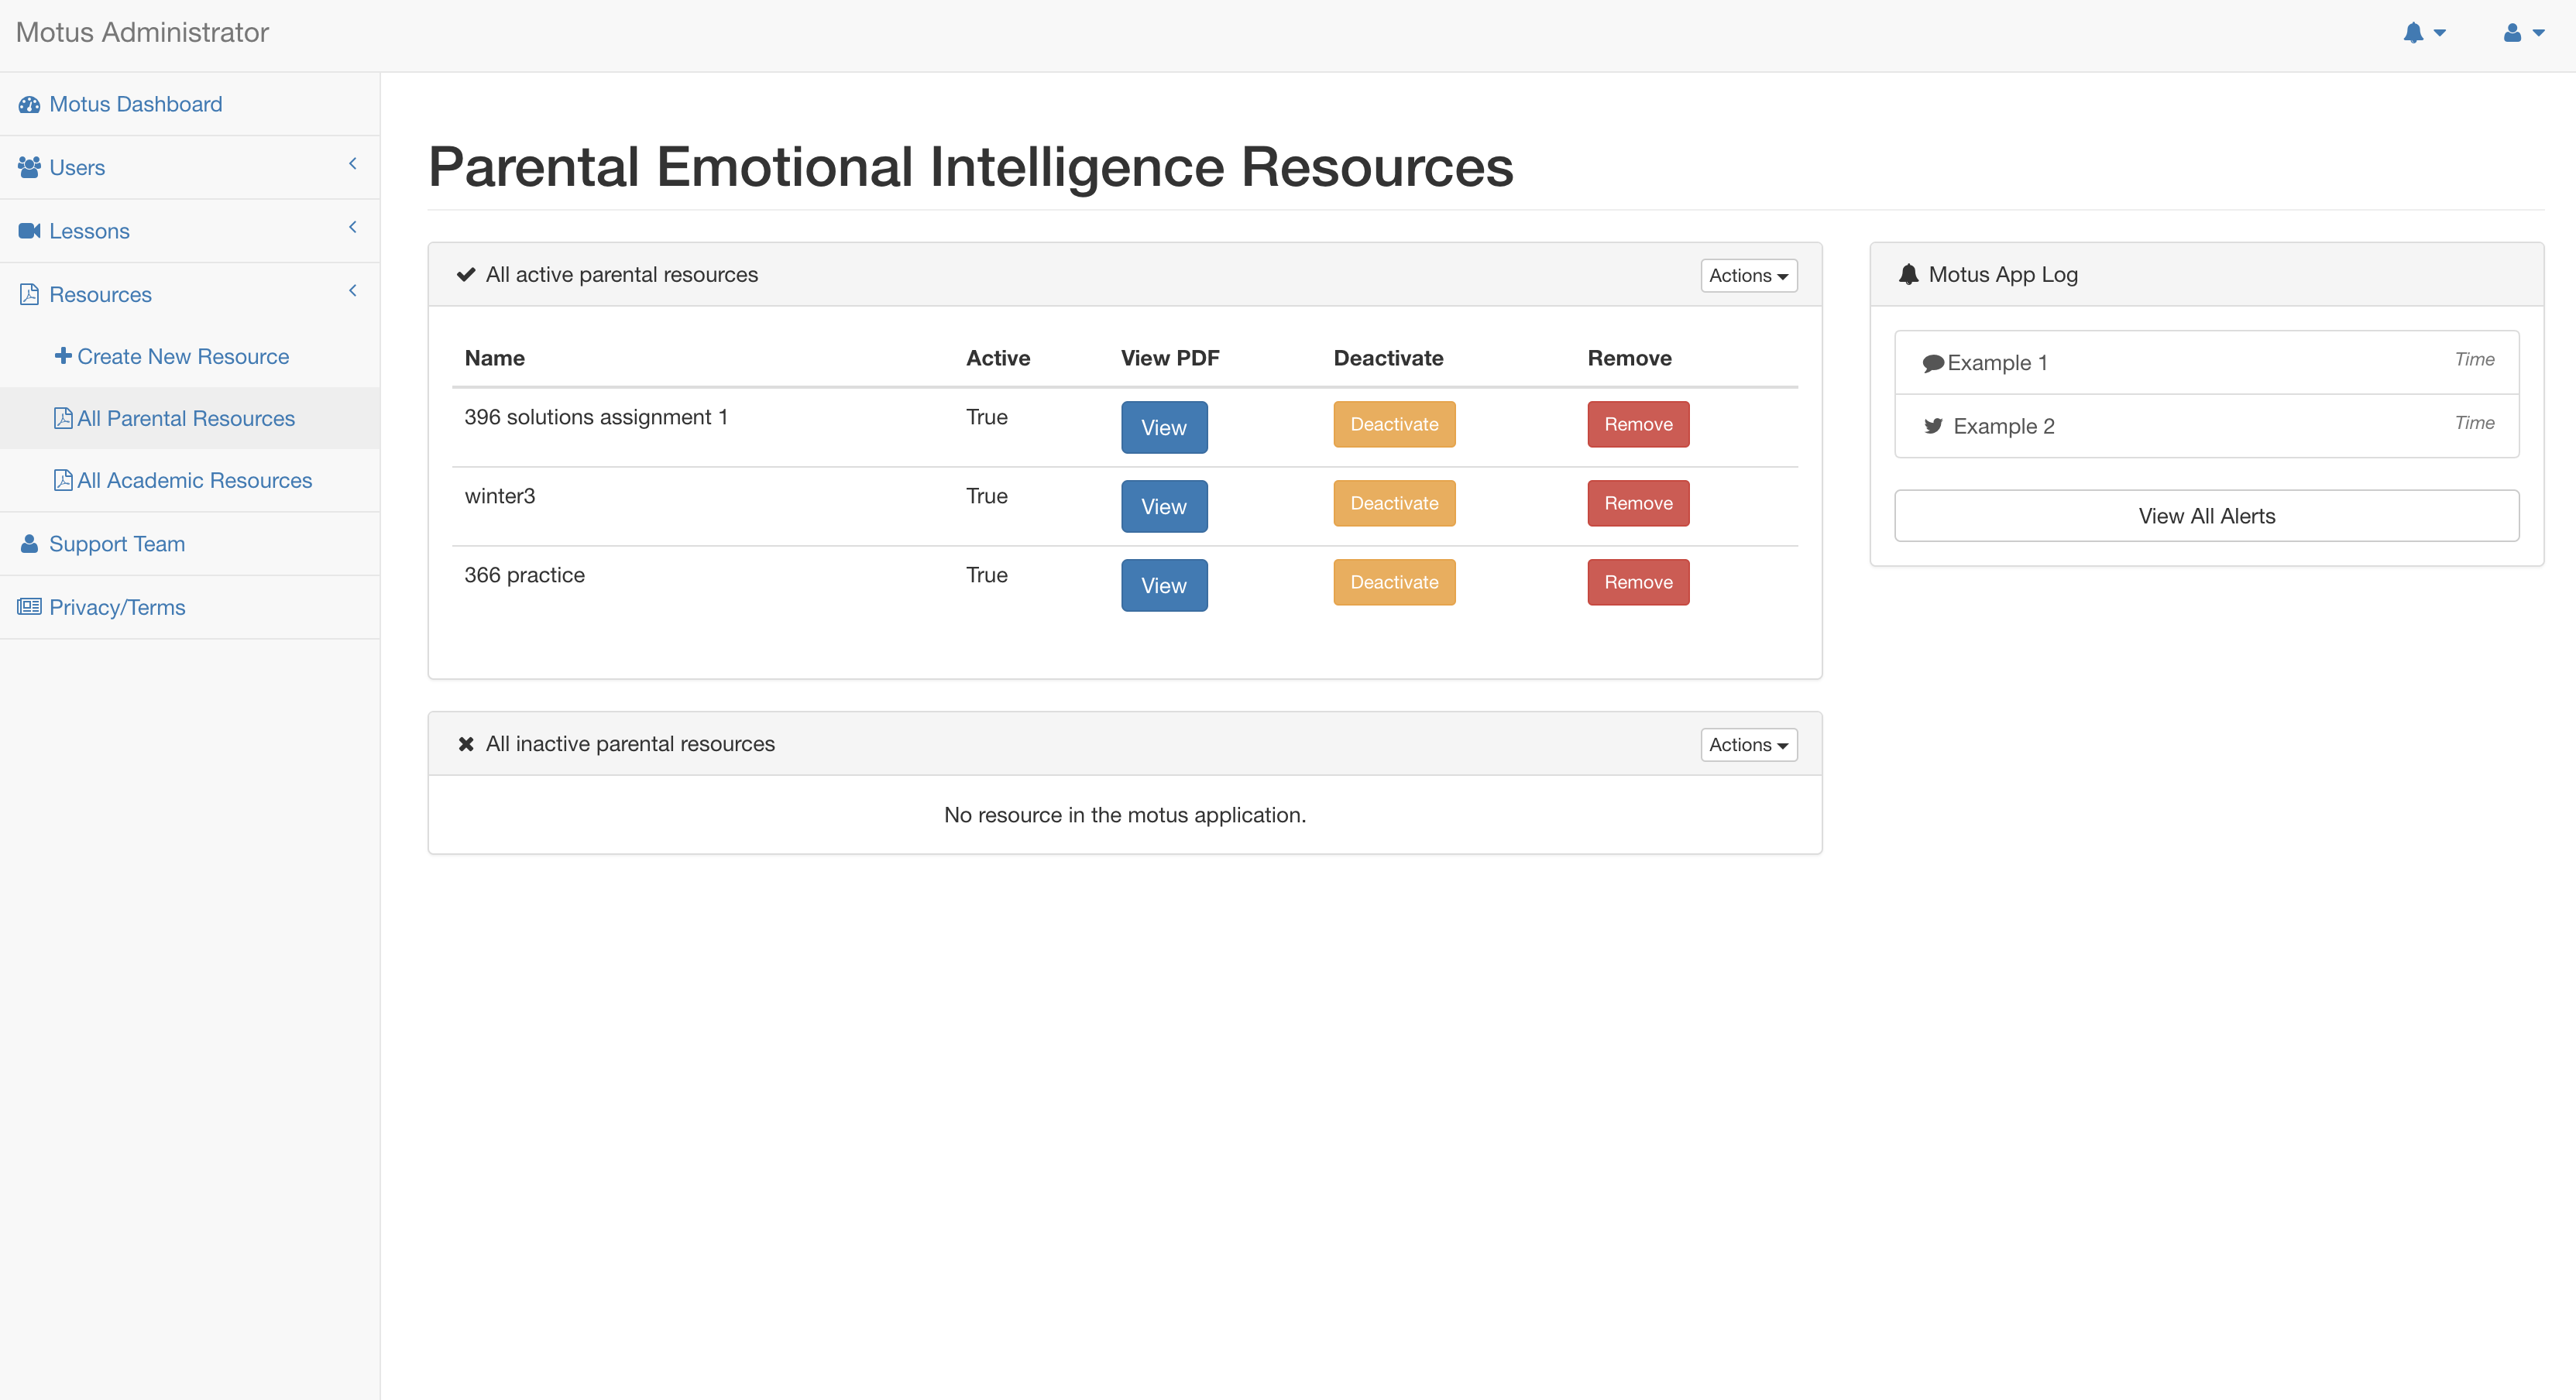 Motus Administrator
Motus Dashboard
Users
Lessons
Resources
Create New Resource
All Parental Resources
All Academic Resources
Support Team
Privacy/Terms
Parental Emotional Intelligence Resources
All active parental resources Actions
Name Active View PDF Deactivate Remove
396 solutions assignment 1 True View Deactivate Remove
winter3 True View Deactivate Remove
366 practice True View Deactivate Remove
All inactive parental resources Actions
No resource in the motus application.
Motus App Log
Example 1 Time
Example 2 Time
View All Alerts